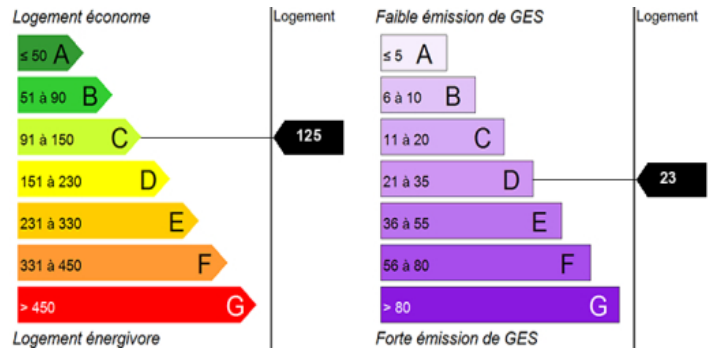 Logement économe
Logement
≤ 50 A
51 à 90 B
91 à 150 C
125
151 à 230 D
231 à 330 E
331 à 450 F
> 450 G
Logement énergivore
Faible émission de GES
Logement
≤ 5 A
6 à 10 B
11 à 20 C
21 à 35 D
23
36 à 55 E
56 à 80 F
> 80 G
Forte émission de GES